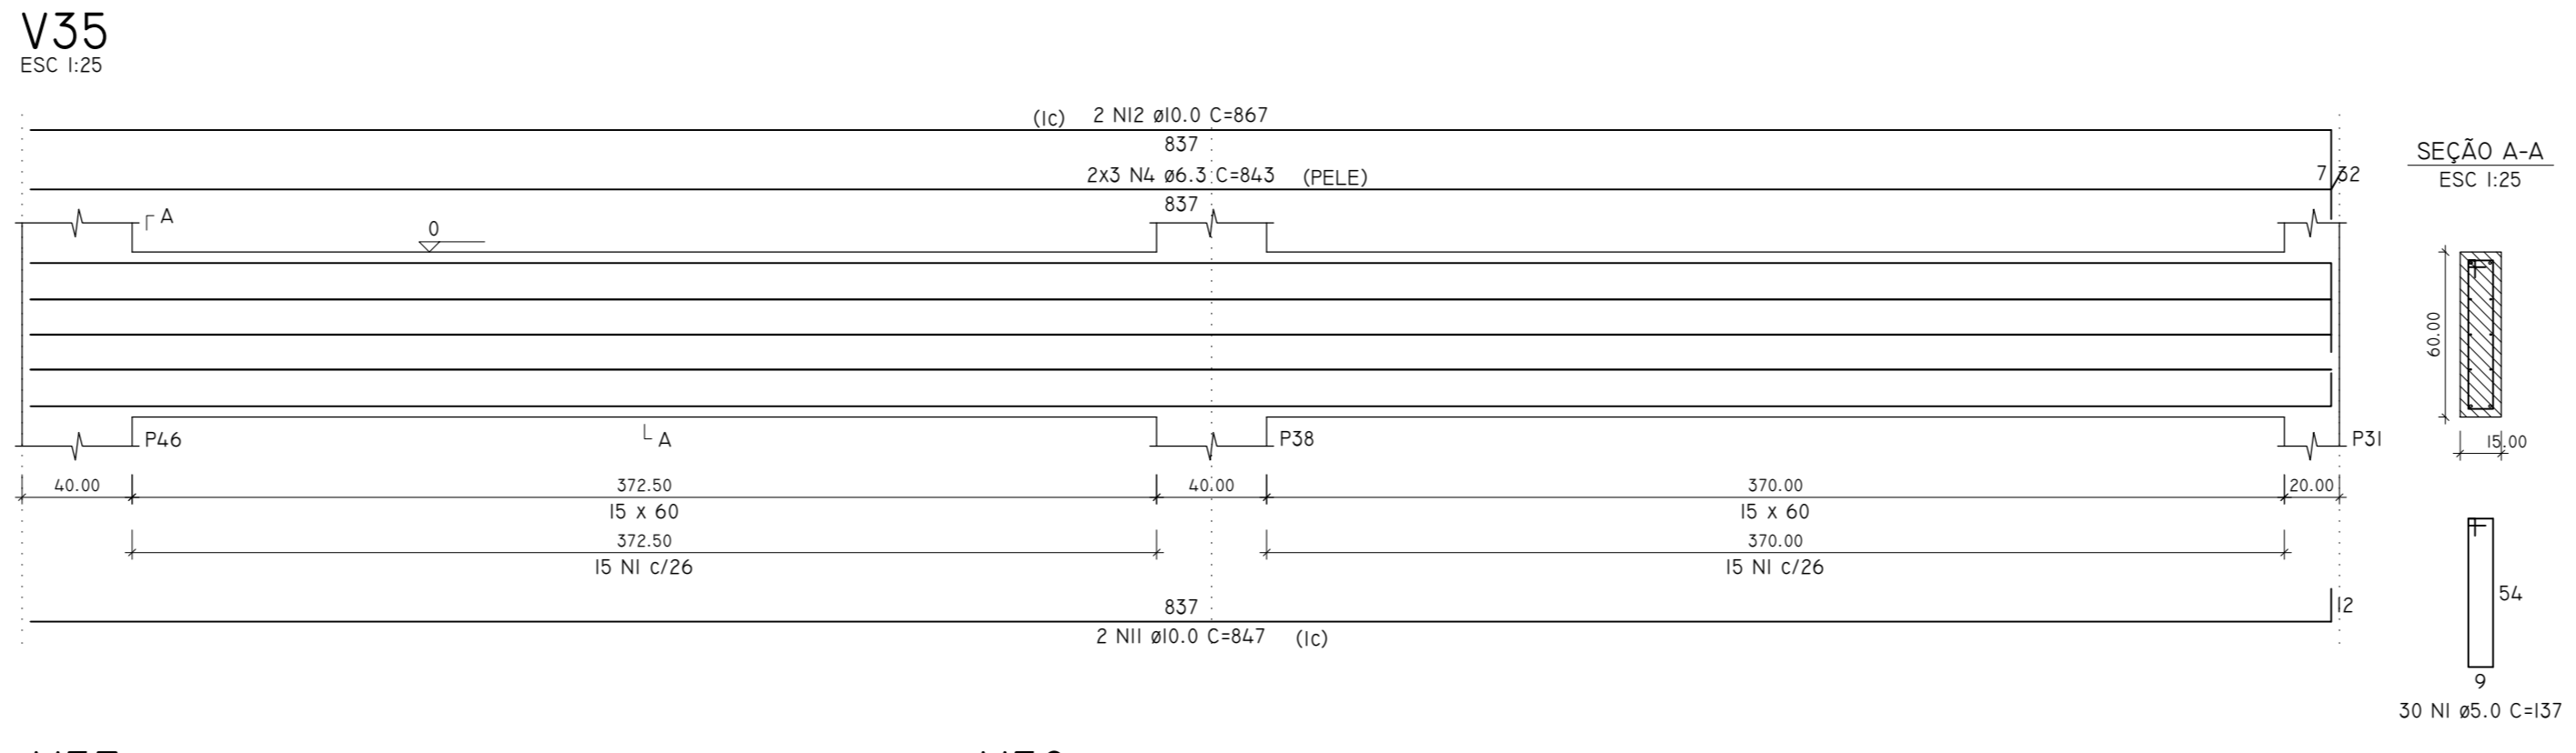 V35
ESC 1:25
(1c) 2 N12 ø10.0 C=867
837
2x3 N4 ø6.3 C=843 (PELE)
7 32
837
SEÇÃO A-A
ESC 1:25
A
0
60.00
15.00
P46
A
P38
P31
40.00 372.50 40.00 370.00 20.00
15 x 60 15 x 60
372.50 370.00
15 N1 c/26 15 N1 c/26
837
12
2 N11 ø10.0 C=847 (1c)
54
9
30 N1 ø5.0 C=137